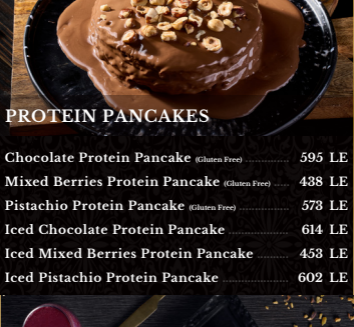 PROTEIN PANCAKES
Chocolate Protein Pancake (Gluten Free) 595 LE
Mixed Berries Protein Pancake (Gluten Free) 438 LE
Pistachio Protein Pancake (Gluten Free) 573 LE
Iced Chocolate Protein Pancake 614 LE
Iced Mixed Berries Protein Pancake 453 LE
Iced Pistachio Protein Pancake 602 LE